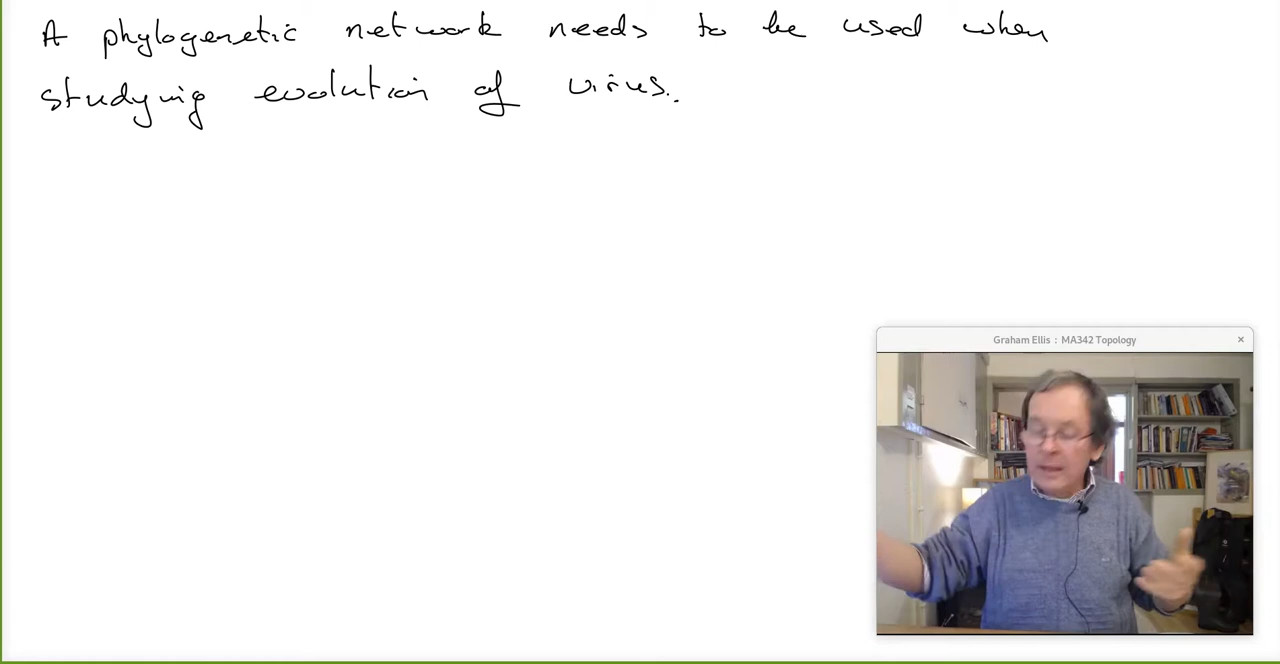 A phylogenetic network needs to be used when
studying evolution of virus.
Graham Ellis : MA342 Topology